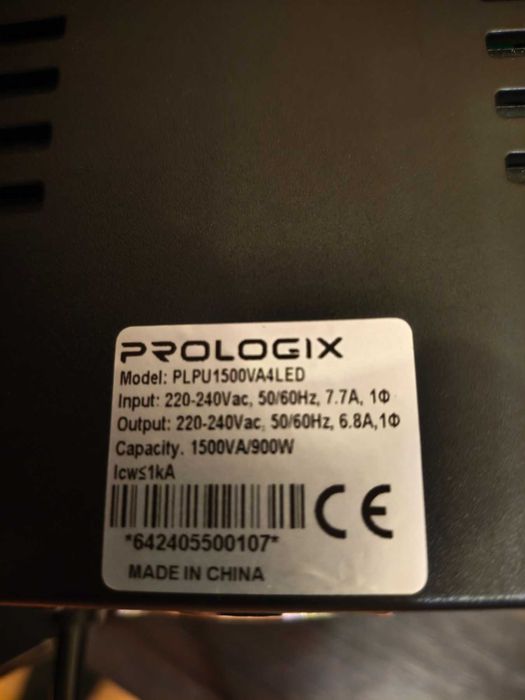 PROLOGIX
Model: PLPU1500VA4LED
Input: 220-240Vac, 50/60Hz, 7.7A, 1Φ
Output: 220-240Vac, 50/60Hz, 6.8A,1Φ
Capacity. 1500VA/900W
Icw≤1kA
CE
*642405500107*
MADE IN CHINA